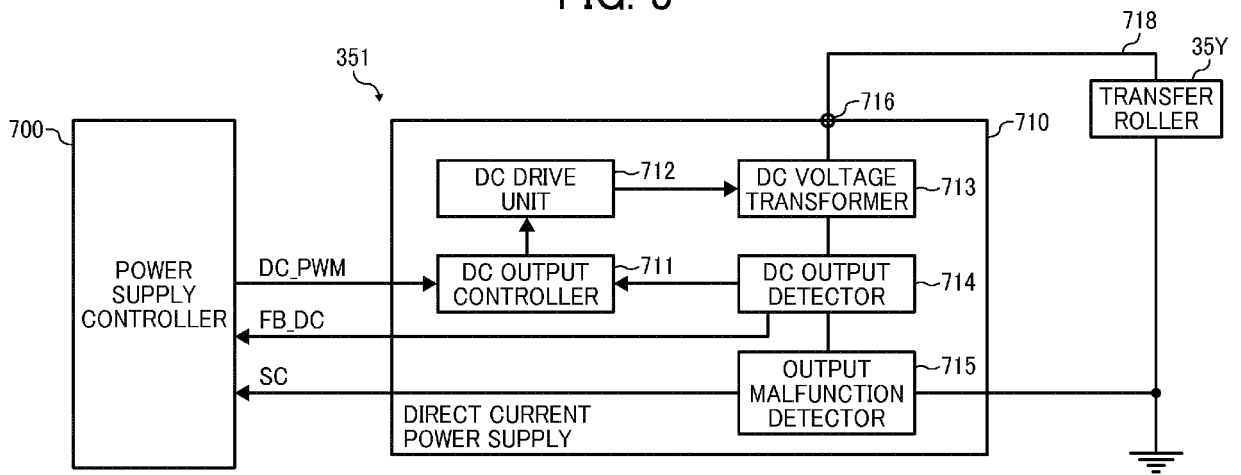 718
35Y
351
TRANSFER
ROLLER
700
716
710
DC DRIVE
UNIT
712
DC VOLTAGE
TRANSFORMER
713
POWER
SUPPLY
CONTROLLER
DC_PWM
DC OUTPUT
CONTROLLER
711
DC OUTPUT
DETECTOR
714
FB_DC
SC
OUTPUT
MALFUNCTION
DETECTOR
715
DIRECT CURRENT
POWER SUPPLY